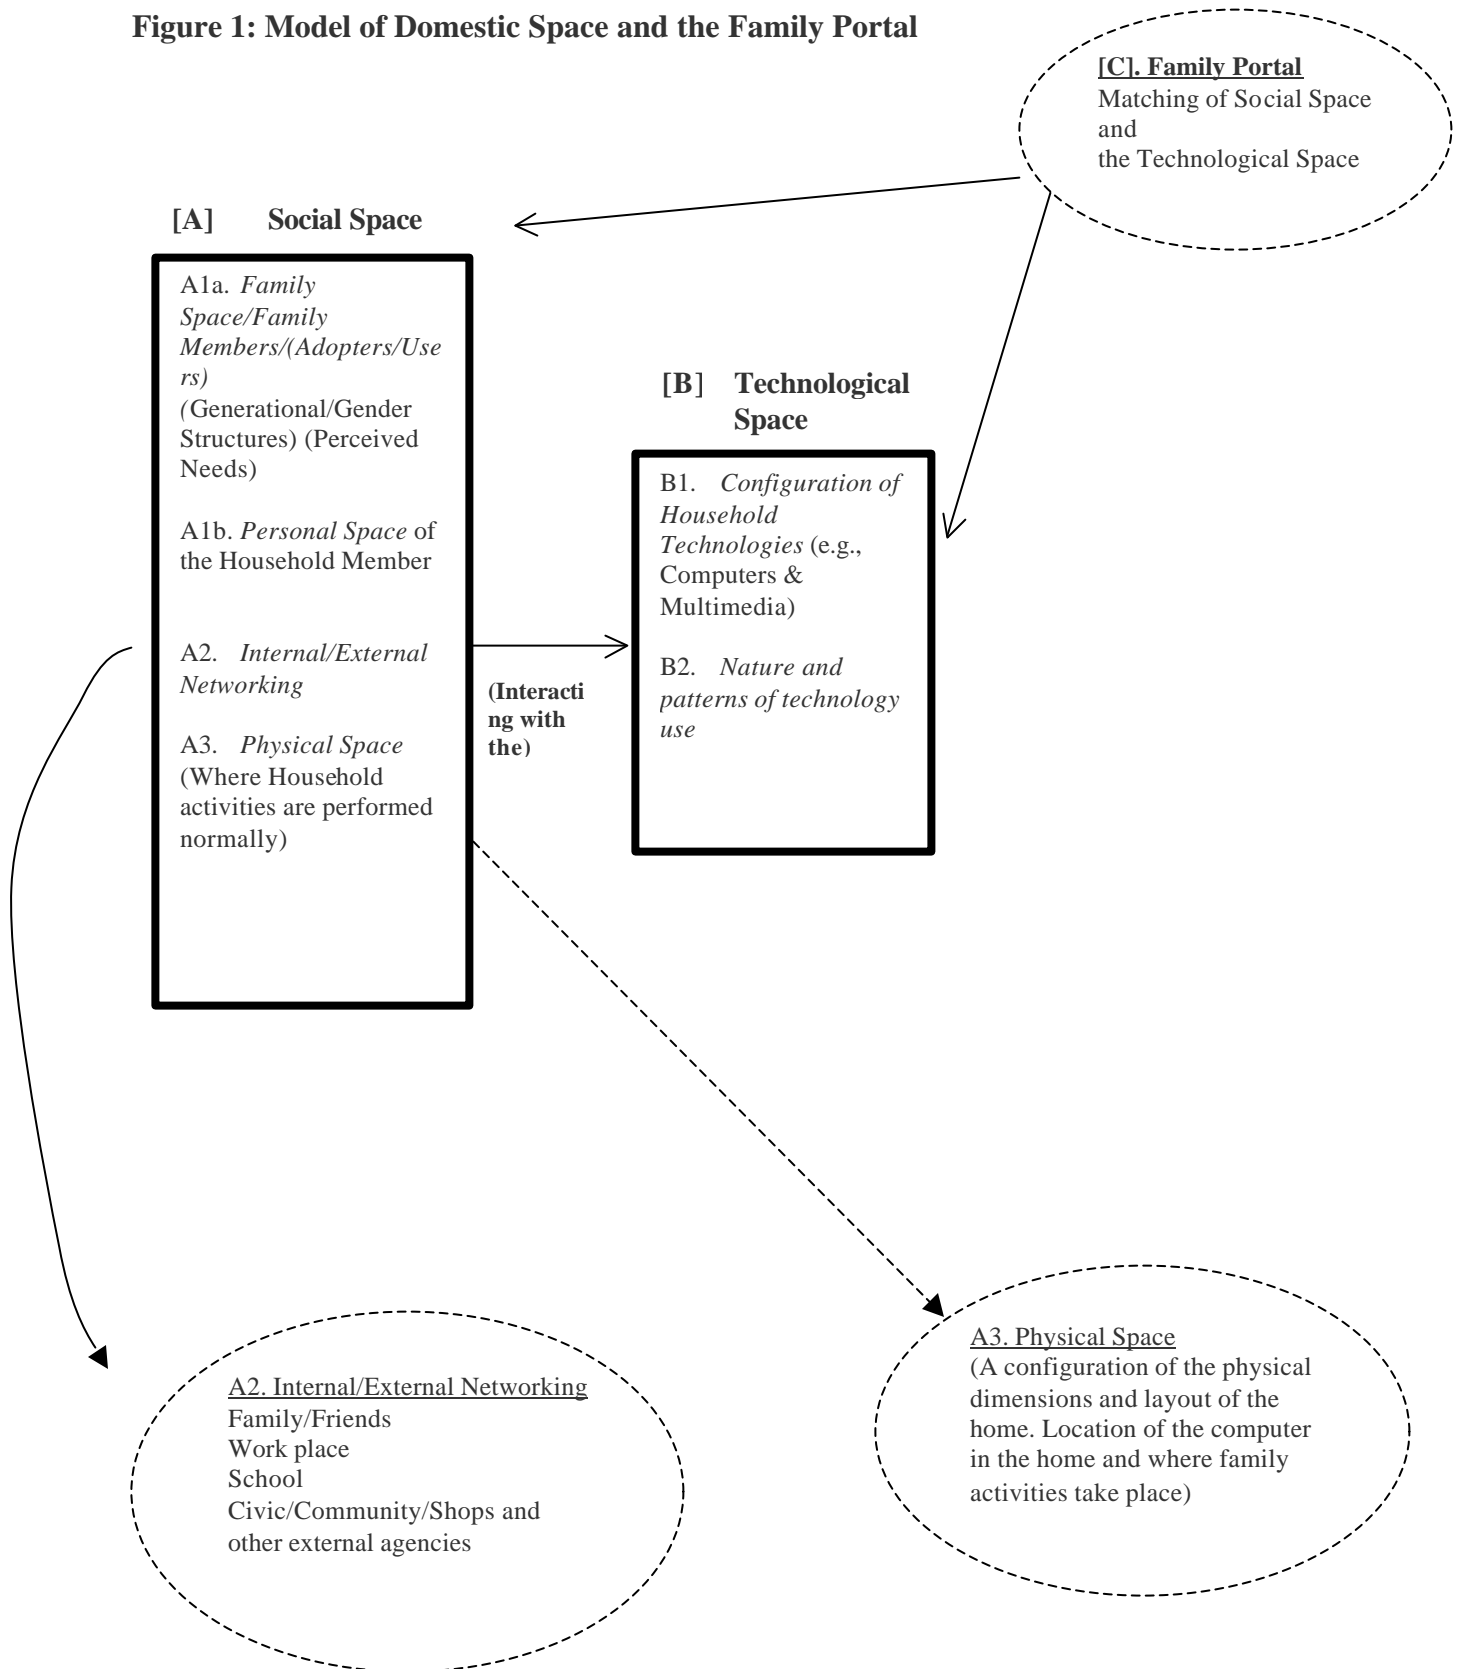 Figure 1: Model of Domestic Space and the Family Portal
[C]. Family Portal
Matching of Social Space
and
the Technological Space
[A] Social Space
A1a. Family
Space/Family
Members/(Adopters/Use
rs)
(Generational/Gender
Structures) (Perceived
Needs)
A1b. Personal Space of
the Household Member
A2. Internal/External
Networking
A3. Physical Space
(Where Household
activities are performed
normally)
(Interacti
ng with
the)
[B] Technological
Space
B1. Configuration of
Household
Technologies (e.g.,
Computers &
Multimedia)
B2. Nature and
patterns of technology
use
A2. Internal/External Networking
Family/Friends
Work place
School
Civic/Community/Shops and
other external agencies
A3. Physical Space
(A configuration of the physical
dimensions and layout of the
home. Location of the computer
in the home and where family
activities take place)